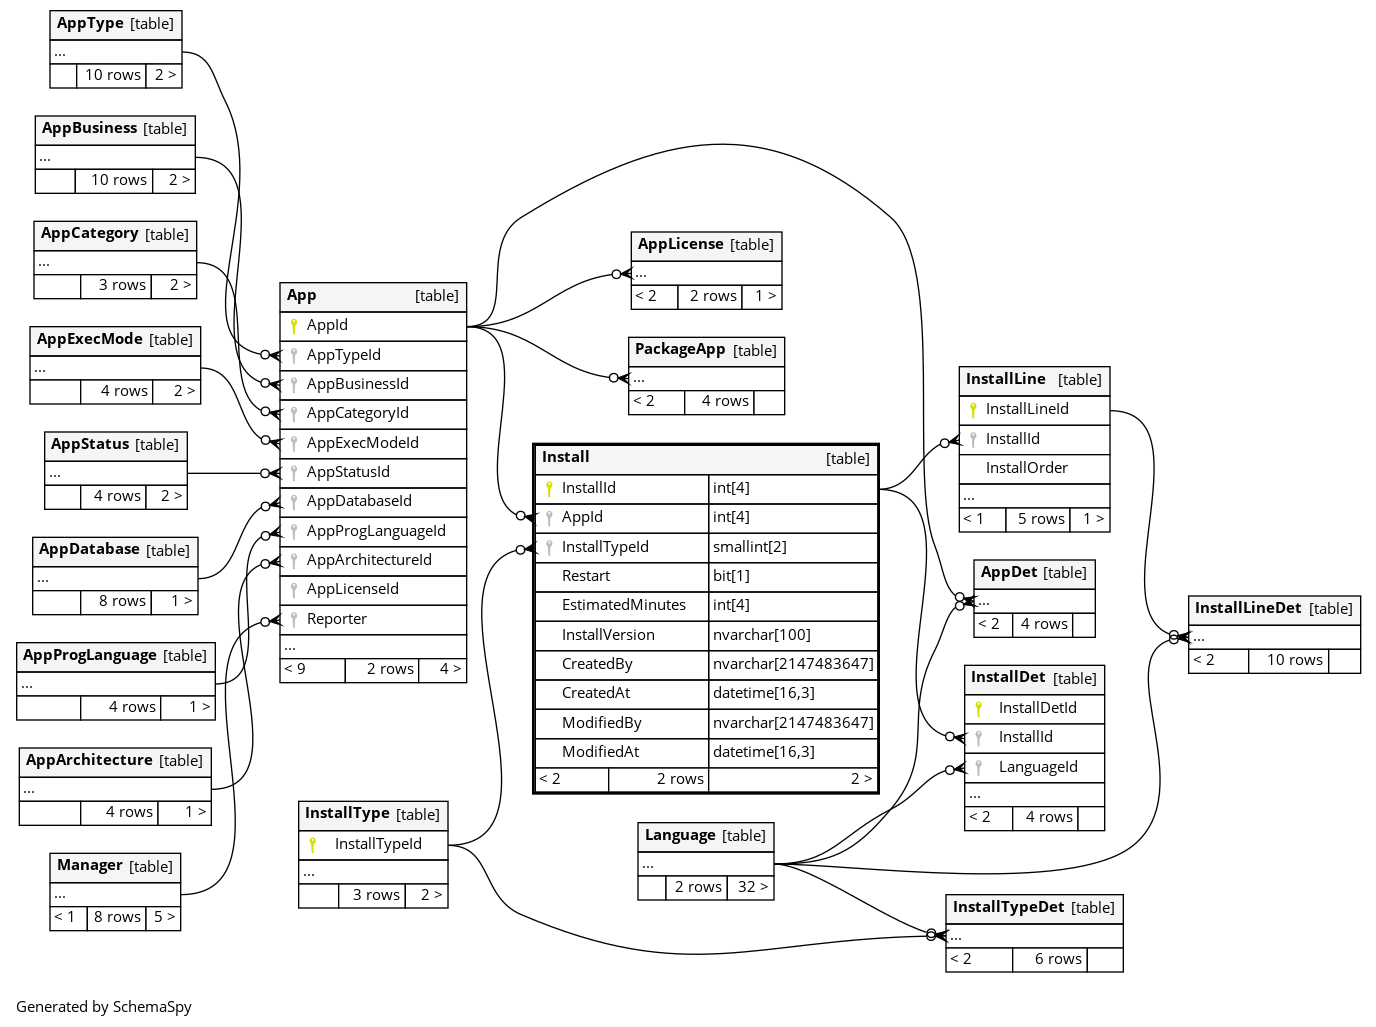 AppType [table]
...
10 rows 2 >
AppBusiness [table]
...
10 rows 2 >
AppCategory [table]
...
3 rows 2 >
AppExecMode [table]
...
4 rows 2 >
AppStatus [table]
...
4 rows 2 >
AppDatabase [table]
...
8 rows 1 >
AppProgLanguage [table]
...
4 rows 1 >
AppArchitecture [table]
...
4 rows 1 >
Manager [table]
...
< 1 8 rows 5 >
App [table]
AppId
AppTypeId
AppBusinessId
AppCategoryId
AppExecModeId
AppStatusId
AppDatabaseId
AppProgLanguageId
AppArchitectureId
AppLicenseId
Reporter
...
< 9 2 rows 4 >
InstallType [table]
InstallTypeId
...
3 rows 2 >
AppLicense [table]
...
< 2 2 rows 1 >
PackageApp [table]
...
< 2 4 rows
Install [table]
InstallId int[4]
AppId int[4]
InstallTypeId smallint[2]
Restart bit[1]
EstimatedMinutes int[4]
InstallVersion nvarchar[100]
CreatedBy nvarchar[2147483647]
CreatedAt datetime[16,3]
ModifiedBy nvarchar[2147483647]
ModifiedAt datetime[16,3]
< 2 2 rows 2 >
Language [table]
...
2 rows 32 >
InstallLine [table]
InstallLineId
InstallId
InstallOrder
...
< 1 5 rows 1 >
AppDet [table]
...
< 2 4 rows
InstallDet [table]
InstallDetId
InstallId
LanguageId
...
< 2 4 rows
InstallTypeDet [table]
...
< 2 6 rows
InstallLineDet [table]
...
< 2 10 rows
Generated by SchemaSpy